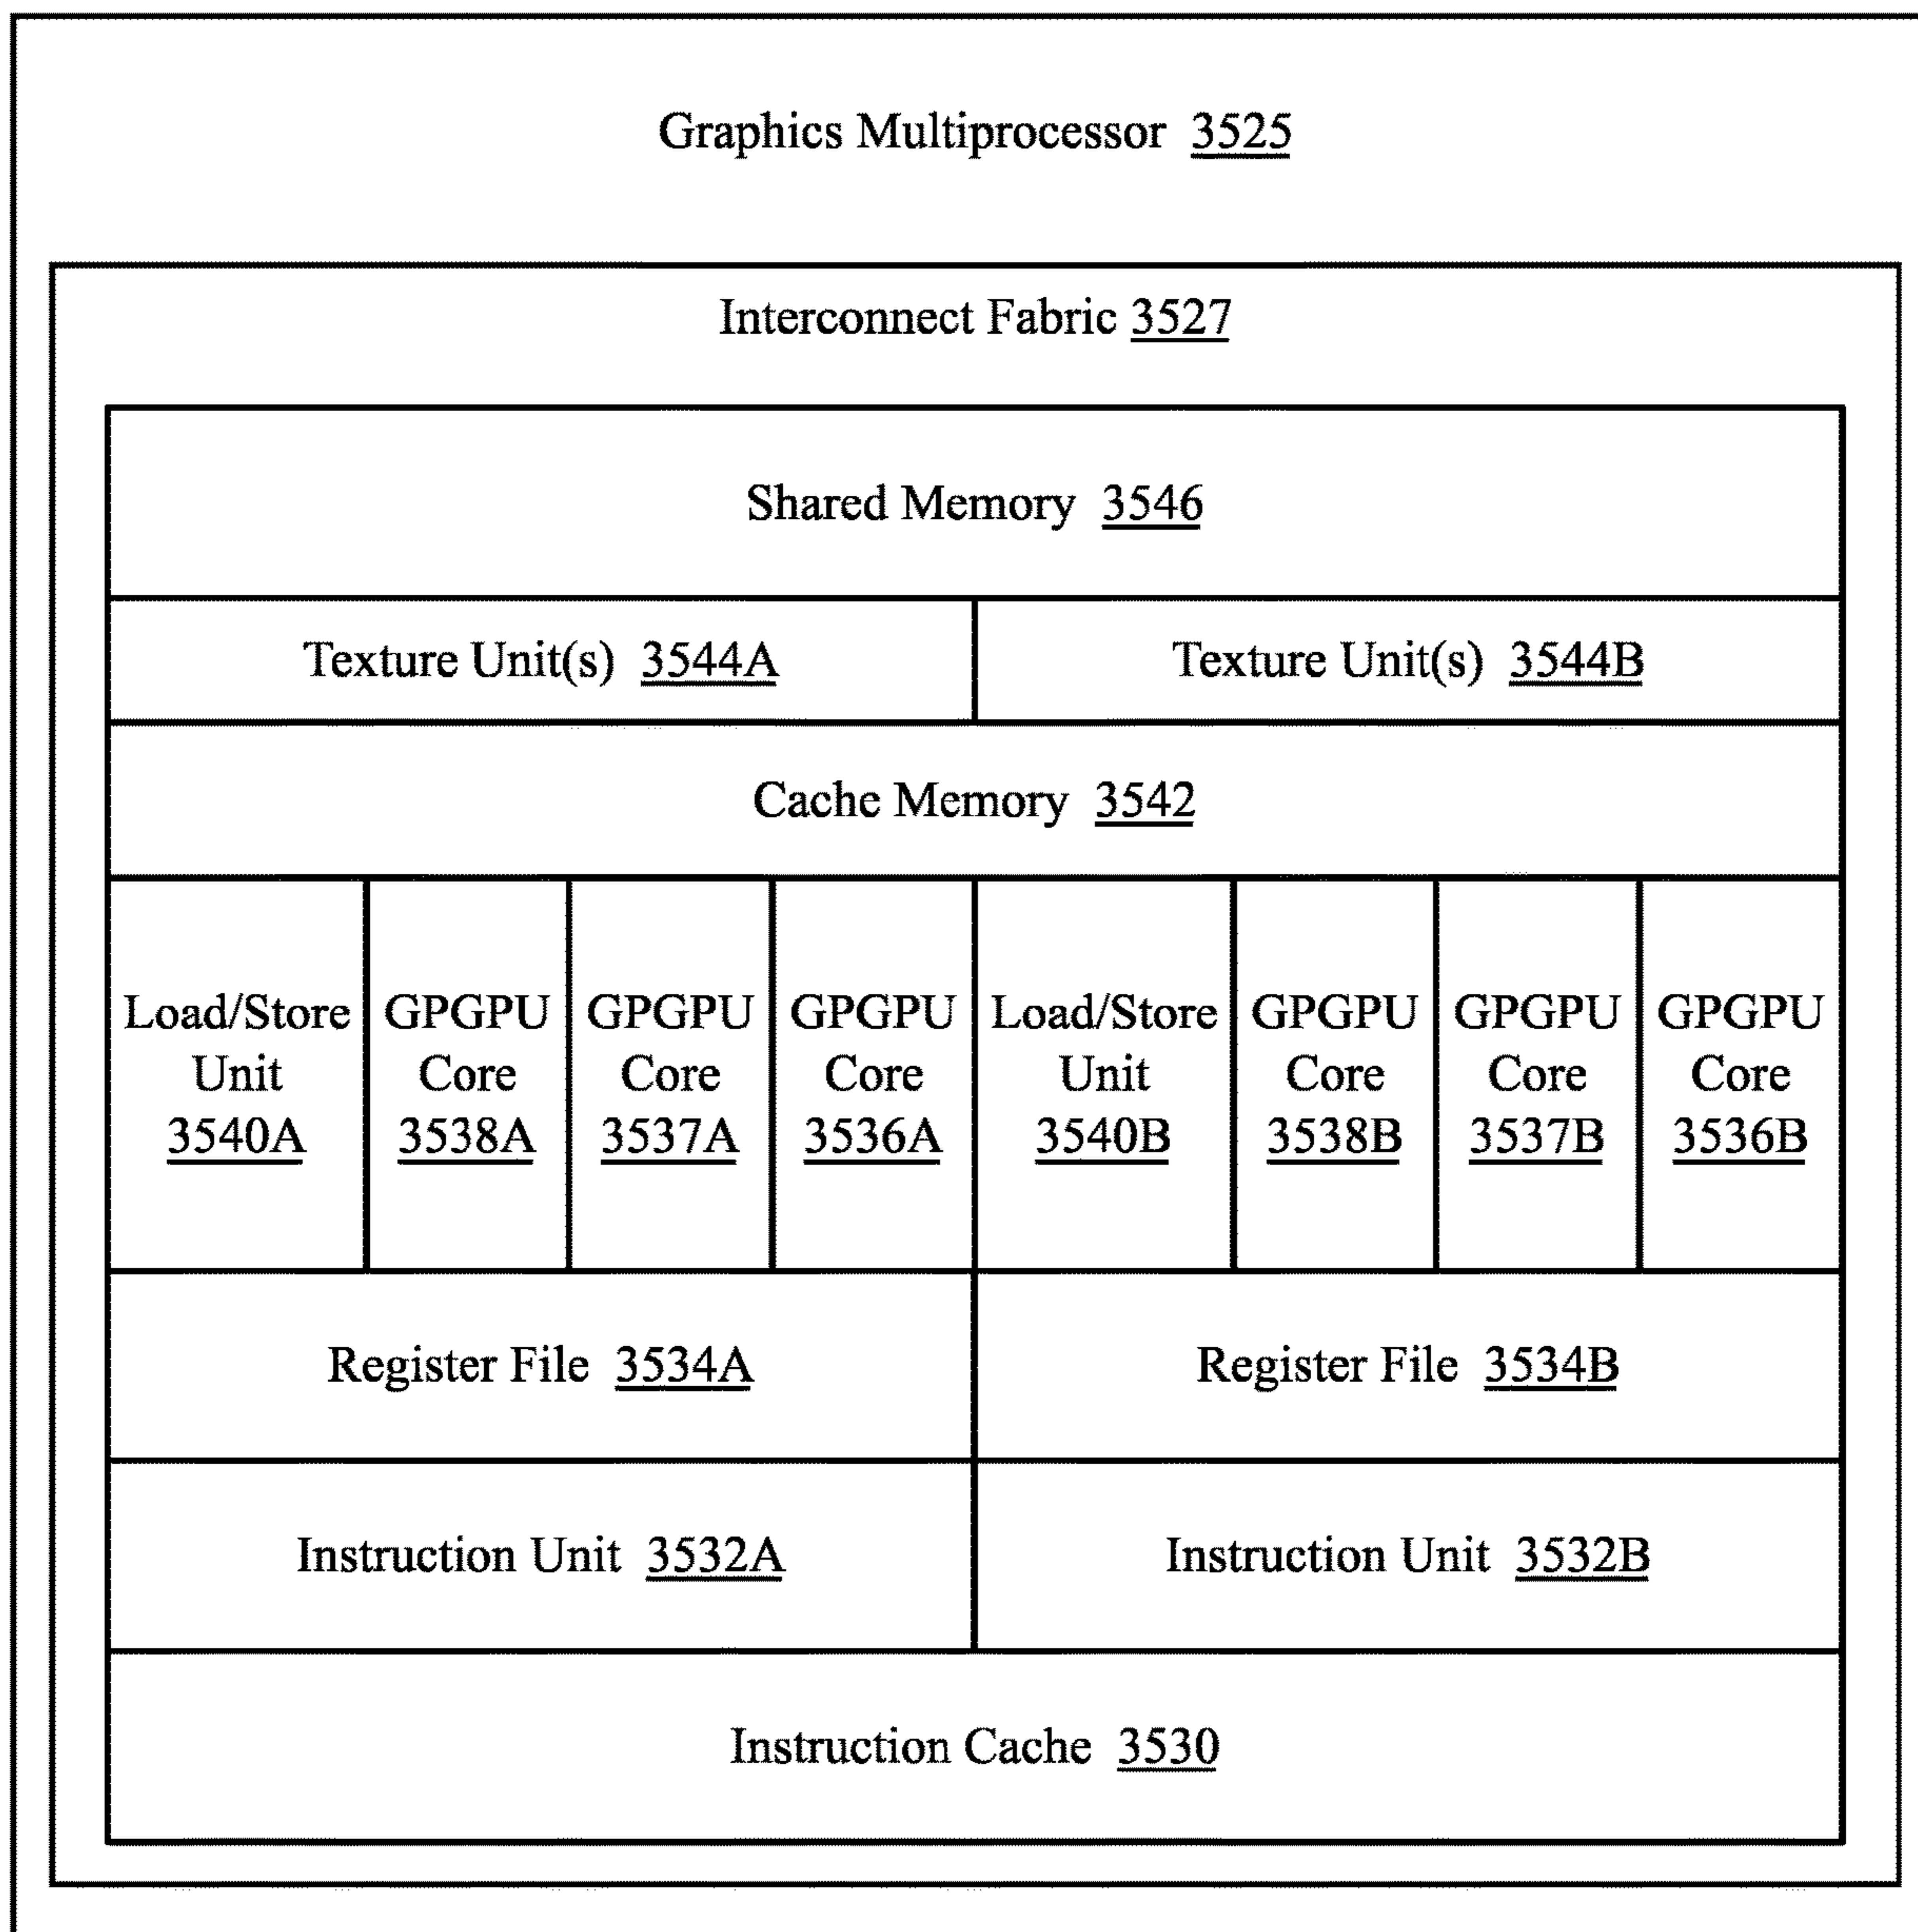 Graphics Multiprocessor 3525
Interconnect Fabric 3527
Shared Memory 3546
Texture Unit(s) 3544A
Texture Unit(s) 3544B
Cache Memory 3542
Load/Store
Unit
3540A
GPGPU
Core
3538A
GPGPU
Core
3537A
GPGPU
Core
3536A
Load/Store
Unit
3540B
GPGPU
Core
3538B
GPGPU
Core
3537B
GPGPU
Core
3536B
Register File 3534A
Register File 3534B
Instruction Unit 3532A
Instruction Unit 3532B
Instruction Cache 3530